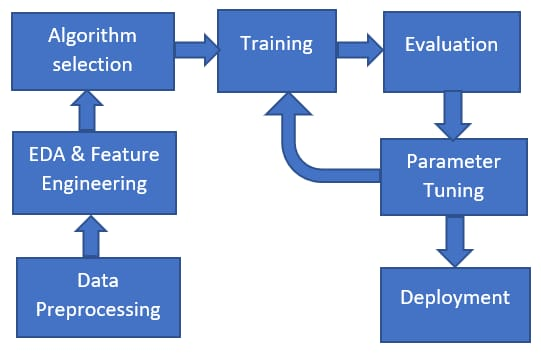 Algorithm
selection
Training
Evaluation
EDA & Feature
Engineering
Parameter
Tuning
Data
Preprocessing
Deployment